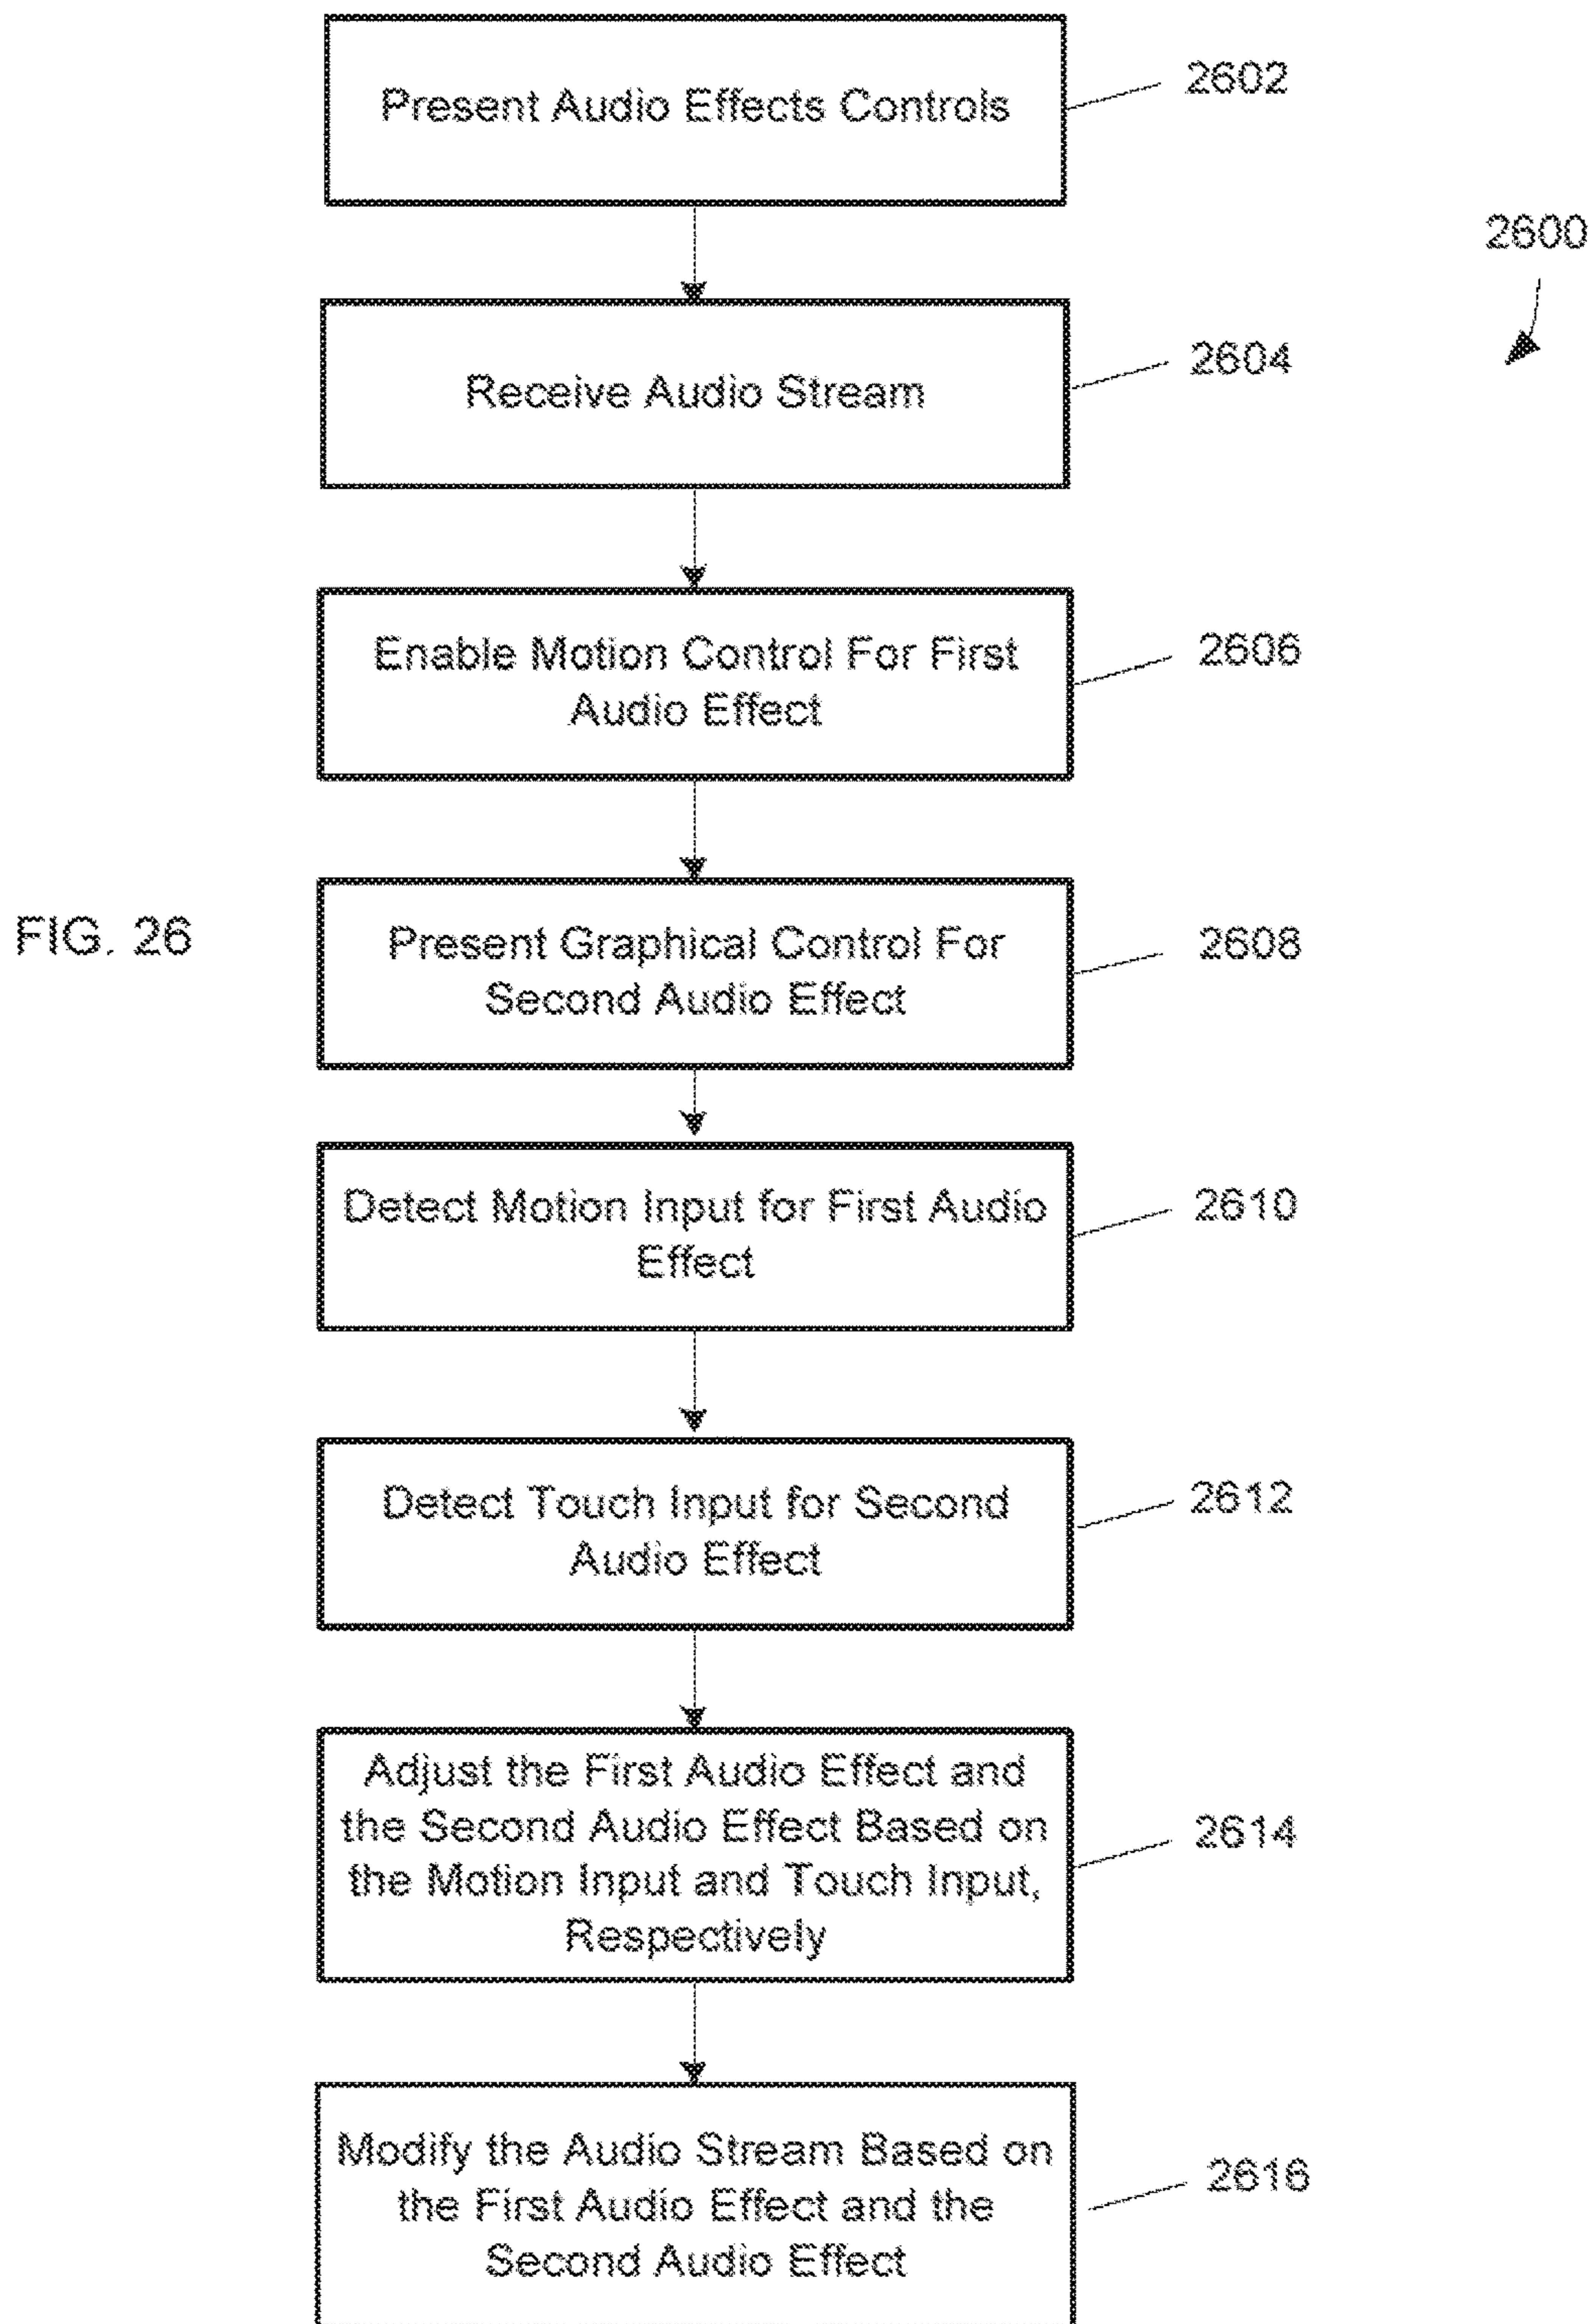 Present Audio Effects Controls
2602
2600
Receive Audio Stream
2604
Enable Motion Control For First
Audio Effect
2606
FIG. 26
Present Graphical Control For
Second Audio Effect
2608
Detect Motion Input for First Audio
Effect
2610
Detect Touch Input for Second
Audio Effect
2612
Adjust the First Audio Effect and
the Second Audio Effect Based on
the Motion Input and Touch Input,
Respectively
2614
Modify the Audio Stream Based on
the First Audio Effect and the
Second Audio Effect
2616